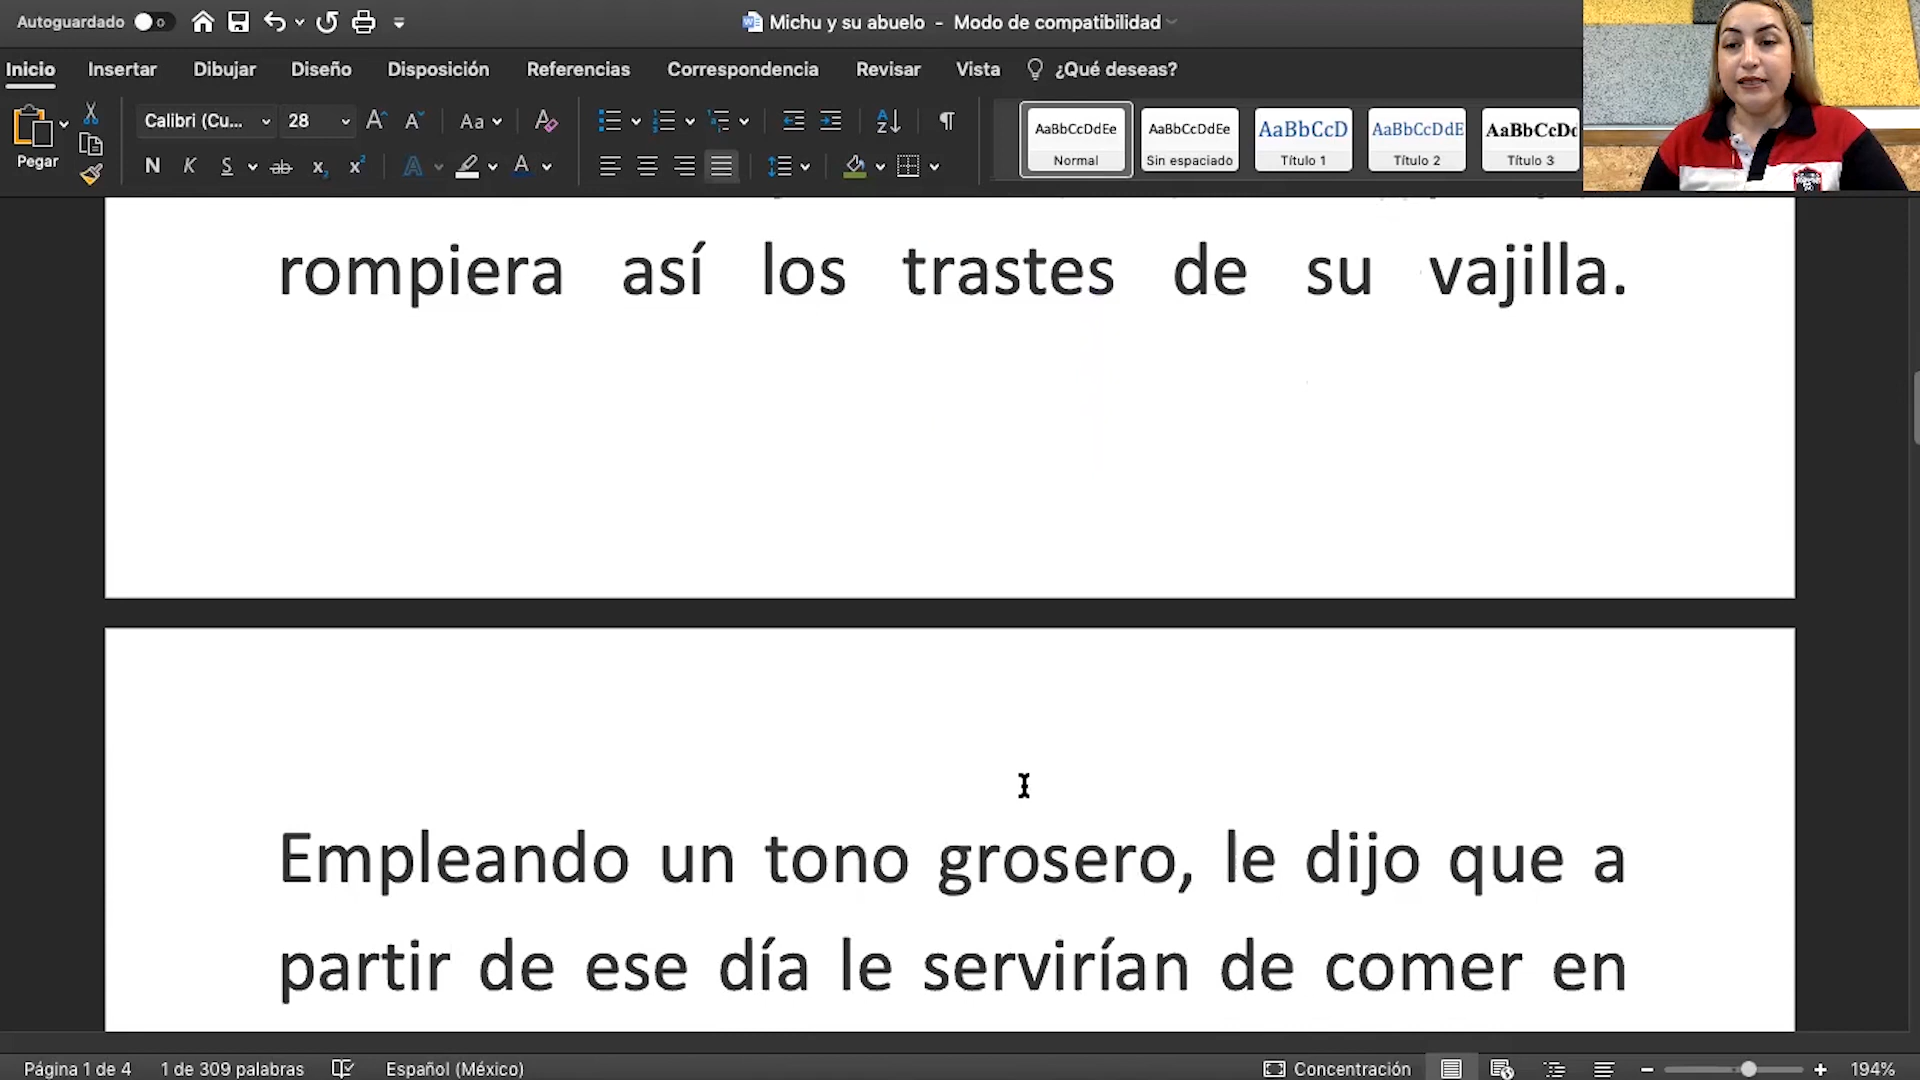 Autoguardado
Michu y su abuelo - Modo de compatibilidad
Inicio Insertar Dibujar Diseño Disposición Referencias Correspondencia Revisar Vista ¿Qué deseas?
Pegar
Calibri (Cu... 28 Aa
N K S ab x x A A
AaBbCcDdEe AaBbCcDdEe AaBbCcD AaBbCcDdE AaBbCcDc
Normal Sin espaciado Título 1 Título 2 Título 3
rompiera así los trastes de su vajilla.
Empleando un tono grosero, le dijo que a
partir de ese día le servirían de comer en
Página 1 de 4 1 de 309 palabras Español (México) Concentración 194%